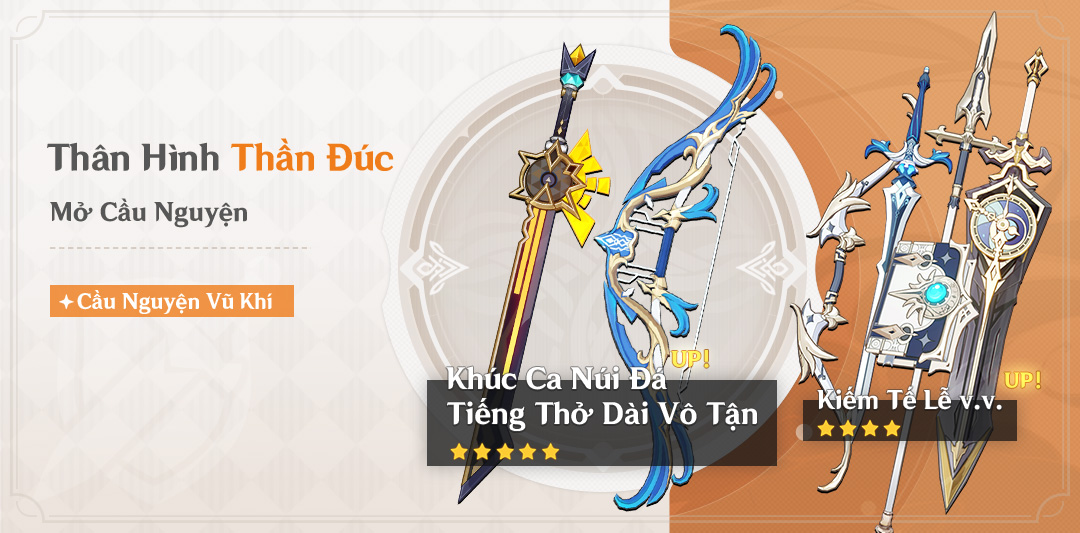 Thân Hình Thần Đúc
Mở Cầu Nguyện
Cầu Nguyện Vũ Khí
UP!
Khúc Ca Núi Đá
Tiếng Thở Dài Vô Tận
UP!
Kiếm Tế Lễ v.v.